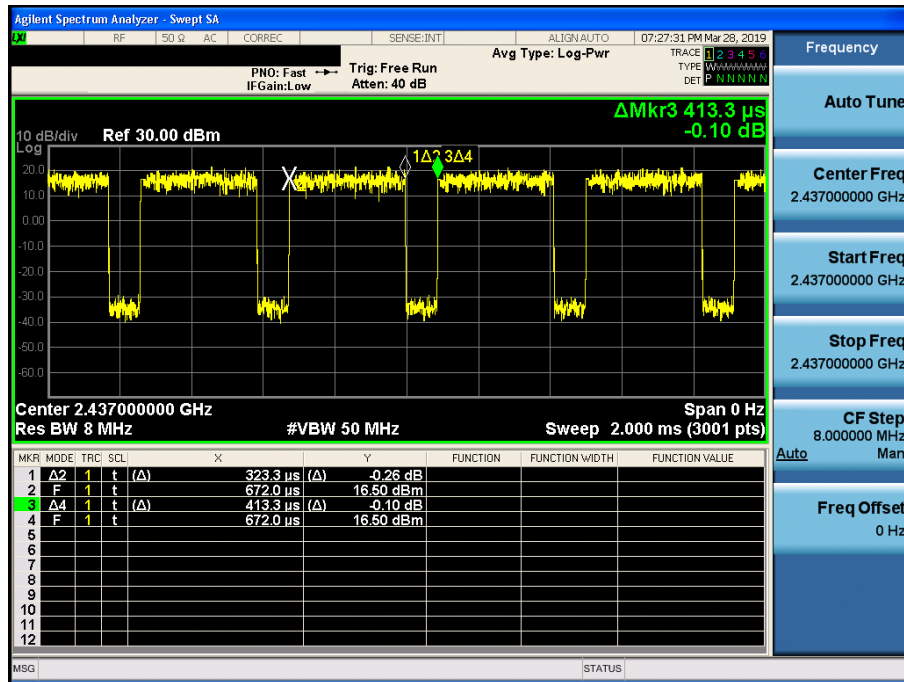 Agilent Spectrum Analyzer - Swept SA
LXI RF 50 Ω AC CORREC SENSE:INT ALIGN AUTO 07:27:31 PM Mar 28, 2019
Frequency
PNO: Fast
IFGain:Low
Trig: Free Run
Atten: 40 dB
Avg Type: Log-Pwr
TRACE 1 2 3 4 5 6
TYPE WWWWWW
DET P N N N N N
Auto Tune
ΔMkr3 413.3 µs
-0.10 dB
10 dB/div Ref 30.00 dBm
Log
1Δ2 3Δ4
20.0
10.0
0.00
-10.0
-20.0
-30.0
-40.0
-50.0
-60.0
X
Center Freq
2.437000000 GHz
Start Freq
2.437000000 GHz
Stop Freq
2.437000000 GHz
Center 2.437000000 GHz Span 0 Hz
Res BW 8 MHz #VBW 50 MHz Sweep 2.000 ms (3001 pts)
CF Step
8.000000 MHz
Auto Man
Freq Offset
0 Hz
MKR MODE TRC SCL X Y FUNCTION FUNCTION WIDTH FUNCTION VALUE
1 Δ2 1 t (Δ) 323.3 µs (Δ) -0.26 dB
2 F 1 t 672.0 µs 16.50 dBm
3 Δ4 1 t (Δ) 413.3 µs (Δ) -0.10 dB
4 F 1 t 672.0 µs 16.50 dBm
5
6
7
8
9
10
11
12
MSG STATUS